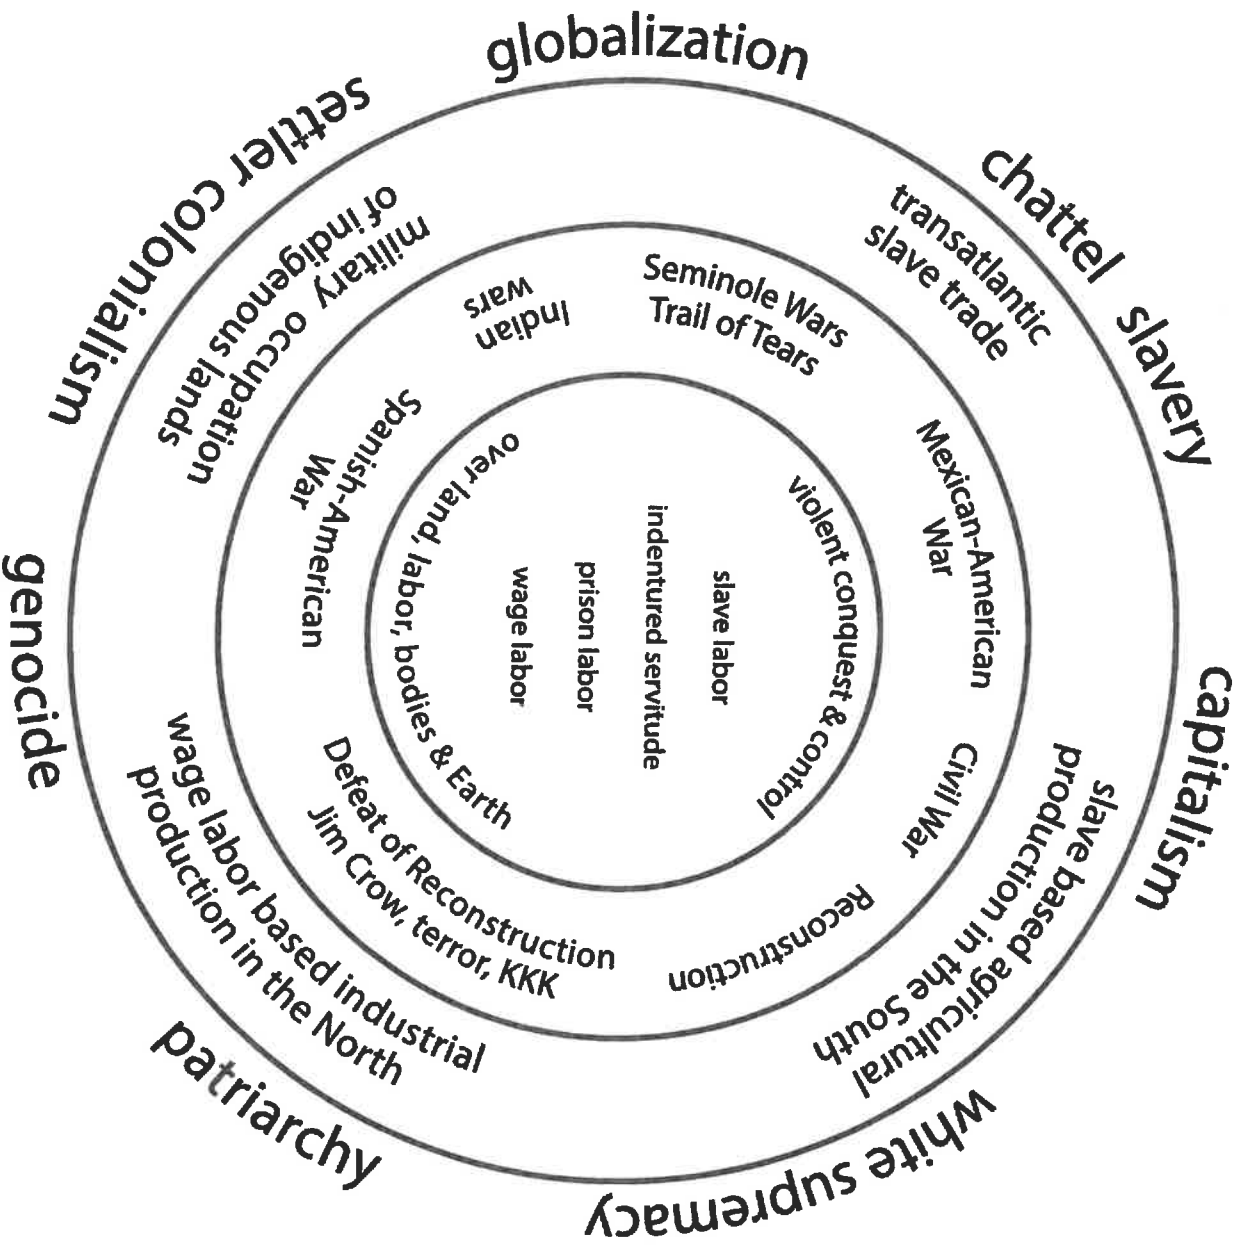 globalization
chattel slavery
capitalism
white supremacy
patriarchy
genocide
settler colonialism
transatlantic
slave trade
slave based agricultural
production in the South
wage labor based industrial
production in the North
military occupation
of indigenous lands
Seminole Wars
Trail of Tears
Mexican-American
War
Civil War
Reconstruction
Defeat of Reconstruction
Jim Crow, terror, KKK
Spanish-American
War
Indian
wars
violent conquest & control
over land, labor, bodies & Earth
slave labor
indentured servitude
prison labor
wage labor